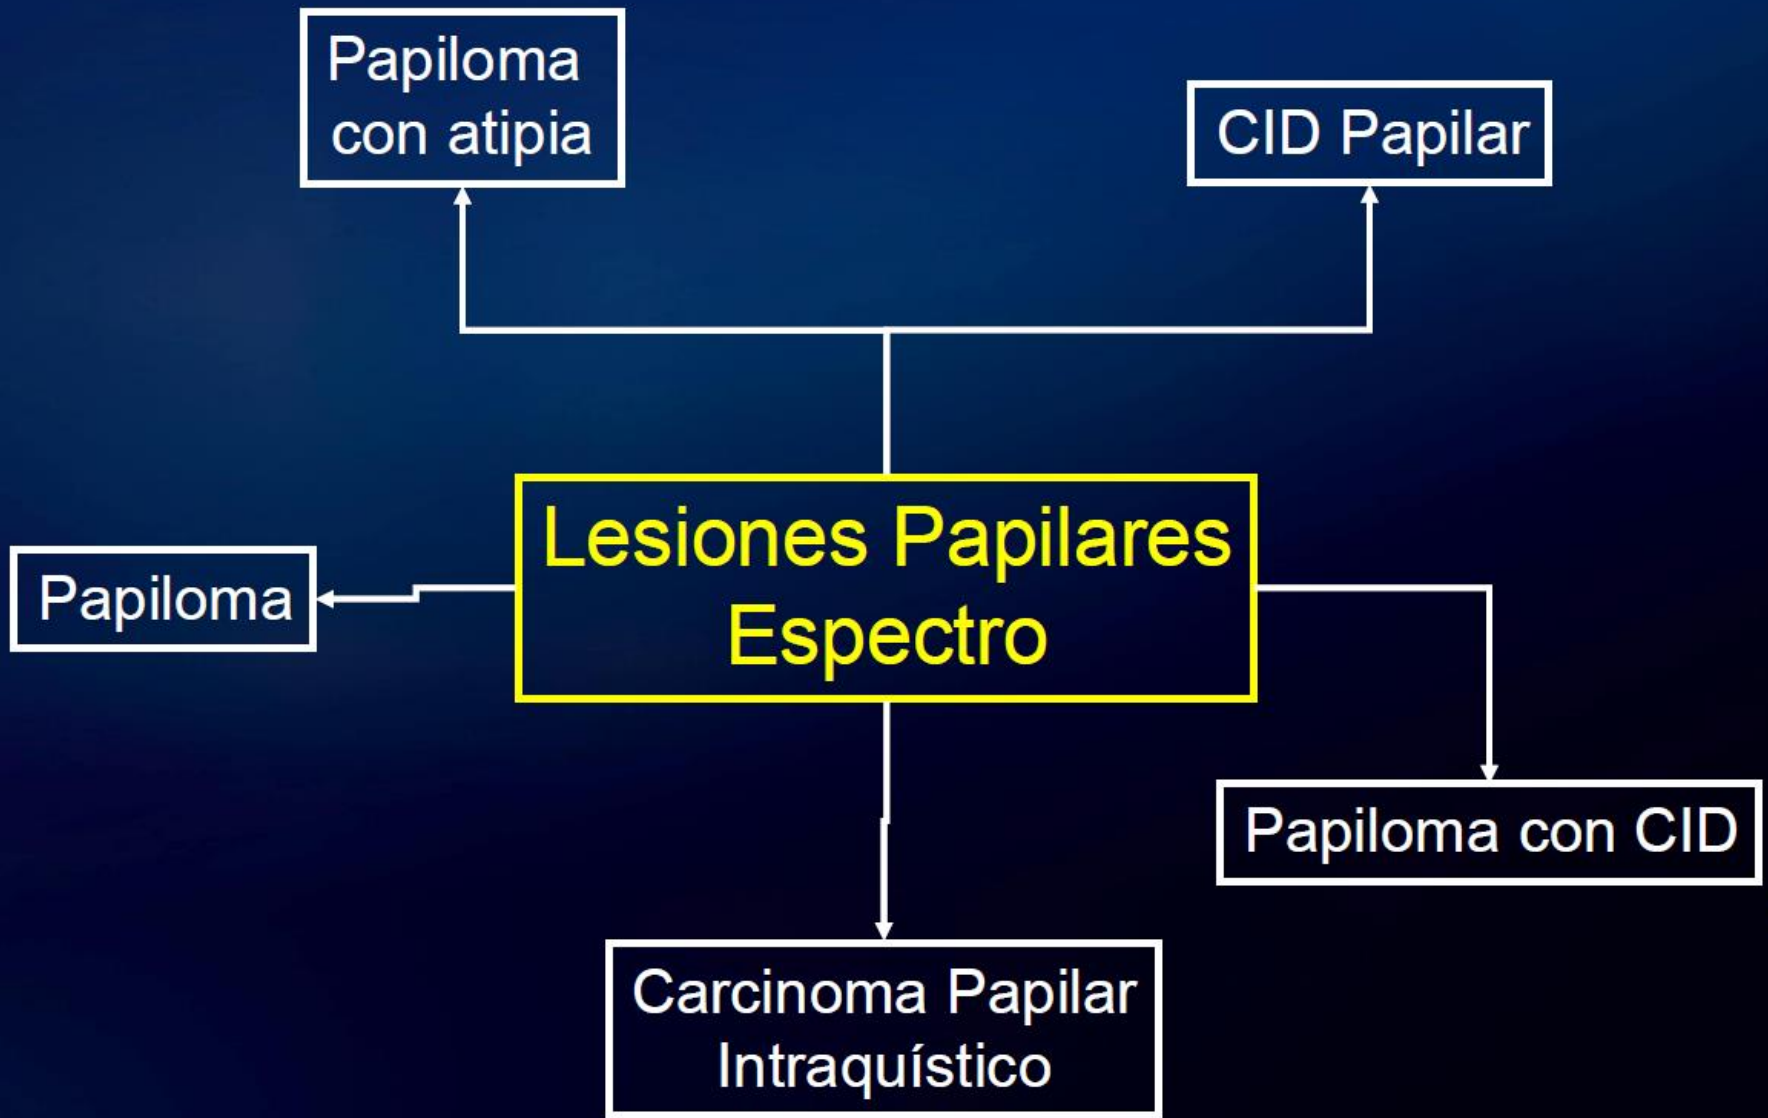 Papiloma
con atipia
CID Papilar
Lesiones Papilares
Espectro
Papiloma
Papiloma con CID
Carcinoma Papilar
Intraquístico